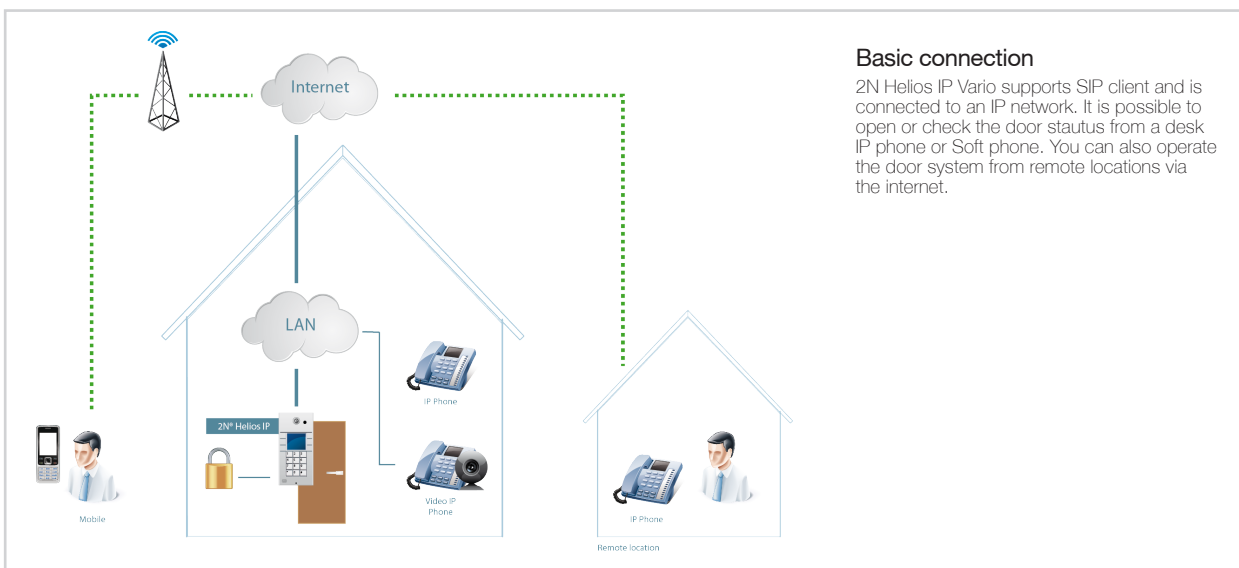 Basic connection
2N Helios IP Vario supports SIP client and is
connected to an IP network. It is possible to
open or check the door stautus from a desk
IP phone or Soft phone. You can also operate
the door system from remote locations via
the internet.
Internet
LAN
IP Phone
2N® Helios IP
Video IP
Phone
Mobile
IP Phone
Remote location